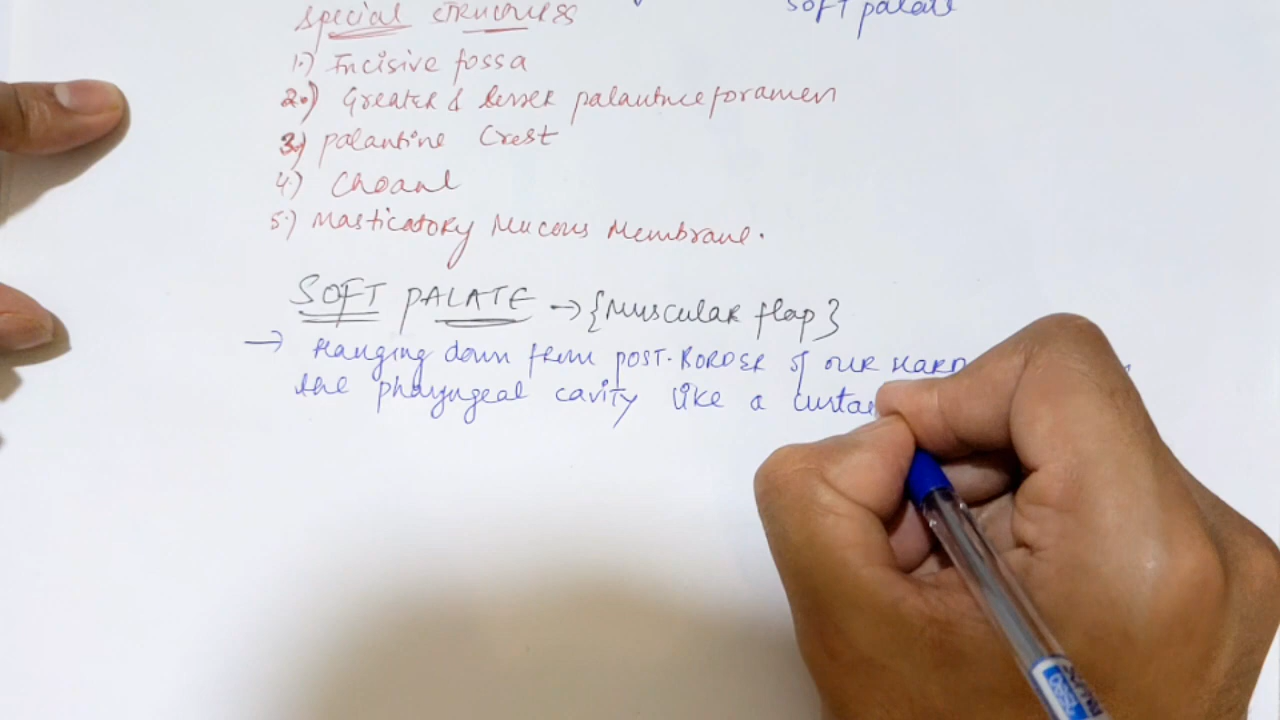 Special structures
soft palate
1.) Incisive fossa
2.) Greater & lesser palantine foramen
3.) palantine Crest
4.) Choanl
5.) Masticatory Mucous Membrane.
SOFT PALATE → {Muscular flap}
→ Hanging down from POST. BORDER of our HARD
the pharyngeal cavity like a curta